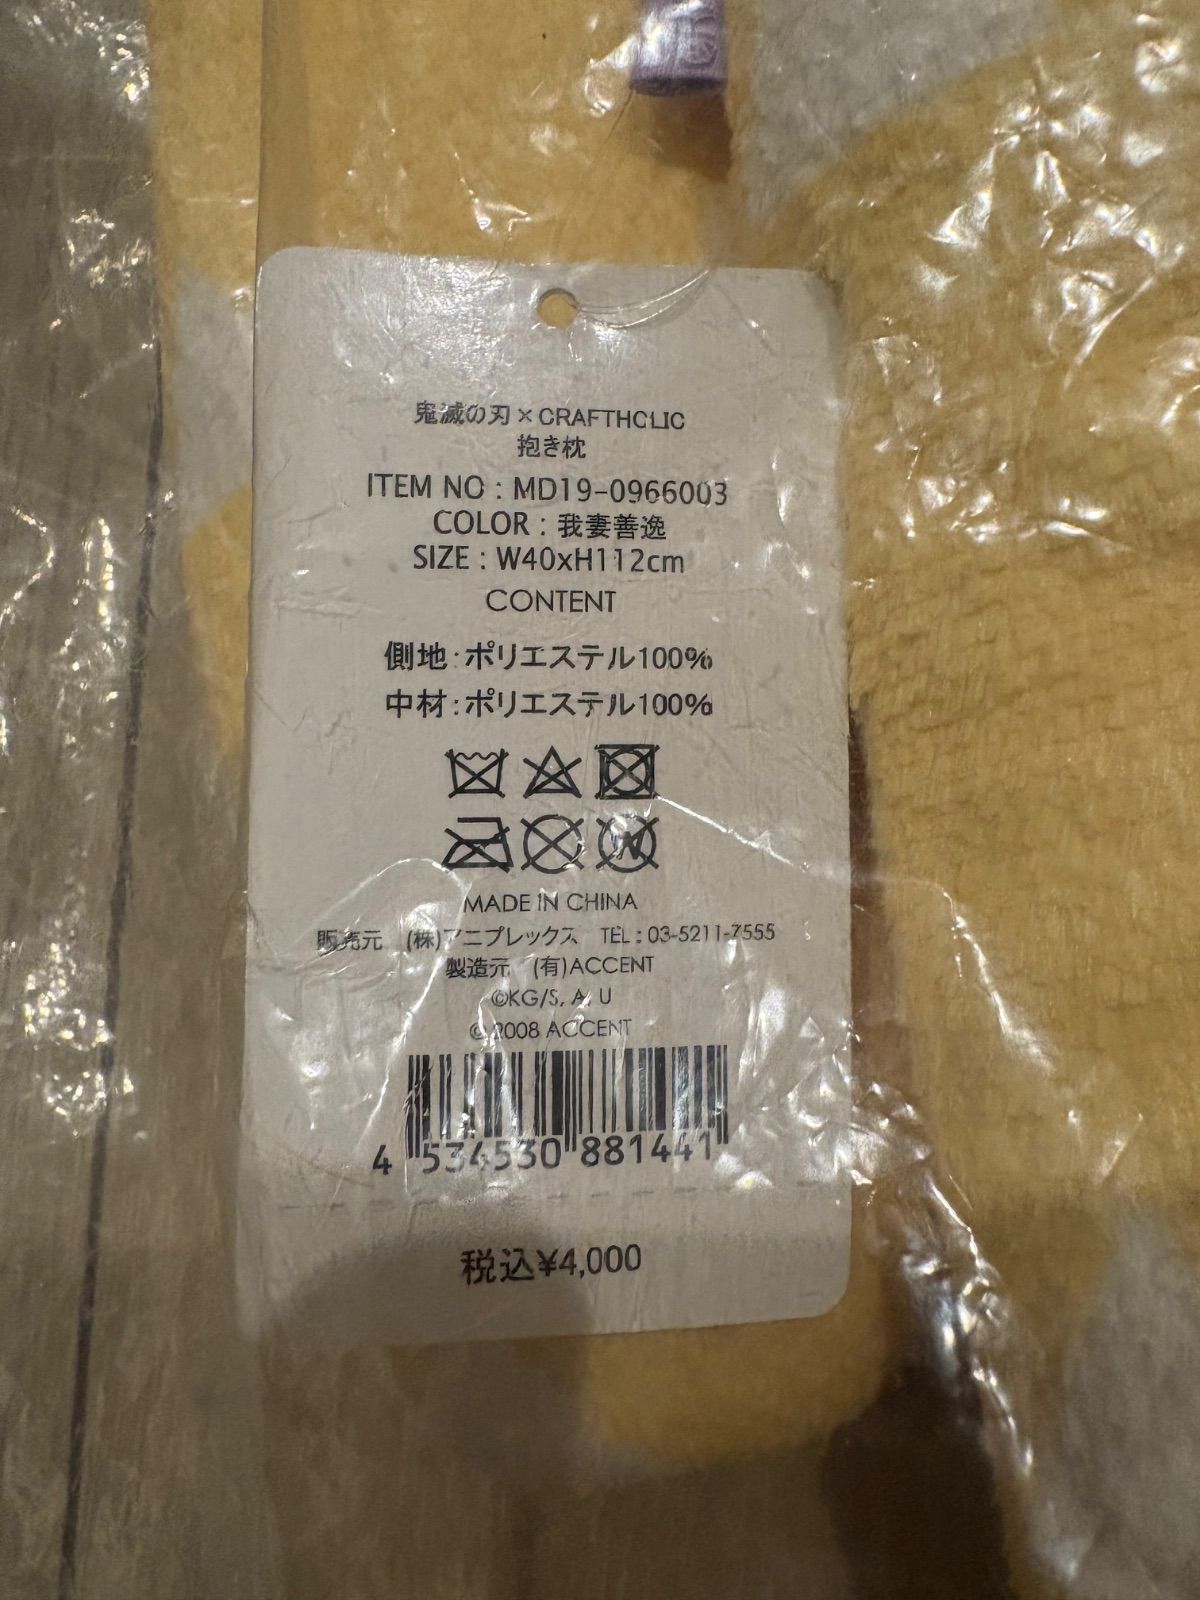 鬼滅の刃×CRAFTHOLIC
抱き枕
ITEM NO : MD19-0966003
COLOR : 我妻善逸
SIZE : W40xH112cm
CONTENT
側地:ポリエステル100%
中材:ポリエステル100%
MADE IN CHINA
販売元 (株)アニプレックス TEL : 03-5211-7555
製造元 (有)ACCENT
©KG/S, A, U
©2008 ACCENT
4 534530 881441
税込¥4,000